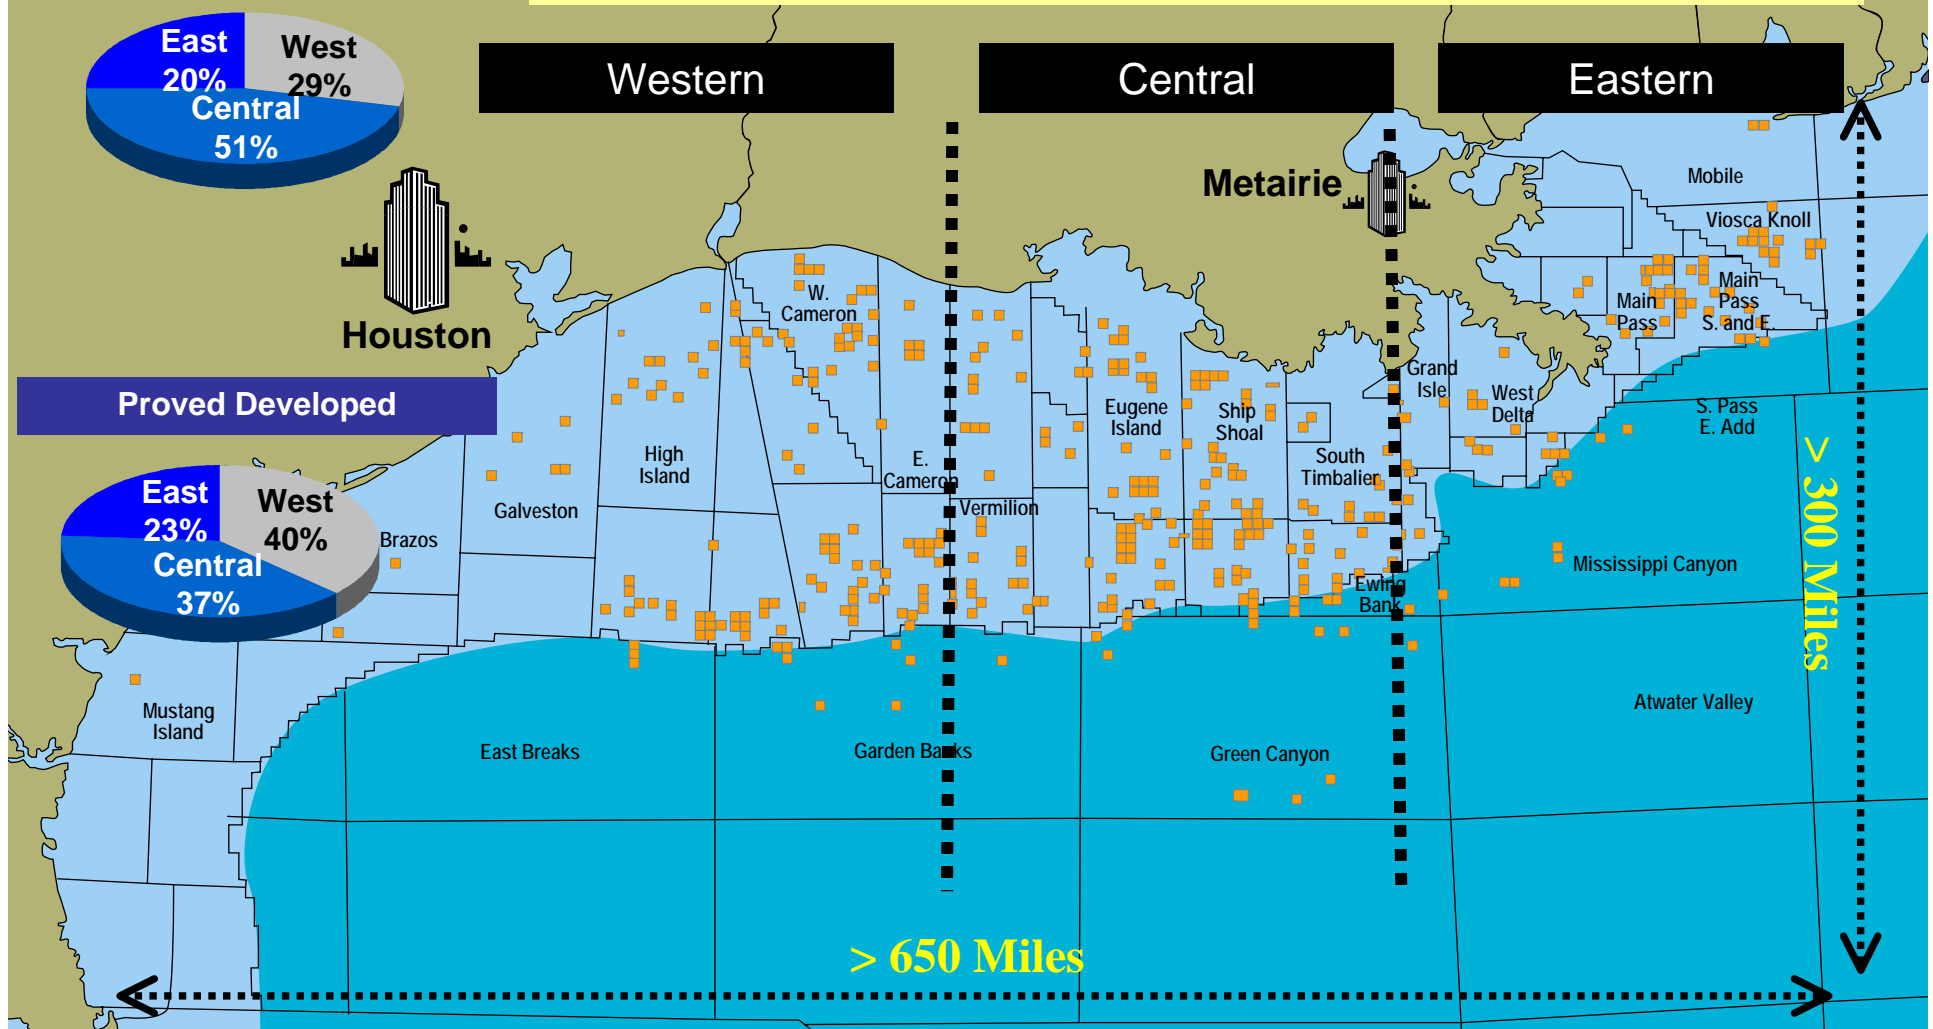 East
20%
West
29%
Central
51%
Western
Central
Eastern
Metairie
Houston
Mobile
Viosca Knoll
Main
Pass
Main
Pass
S. and E.
W.
Cameron
Proved Developed
Grand
Isle
West
Delta
S. Pass
E. Add
Eugene
Island
Ship
Shoal
South
Timbalier
High
Island
E.
Cameron
Vermilion
Galveston
Brazos
East
23%
West
40%
Central
37%
> 300 Miles
Mississippi Canyon
Ewing
Bank
Mustang
Island
East Breaks
Garden Banks
Green Canyon
Atwater Valley
> 650 Miles